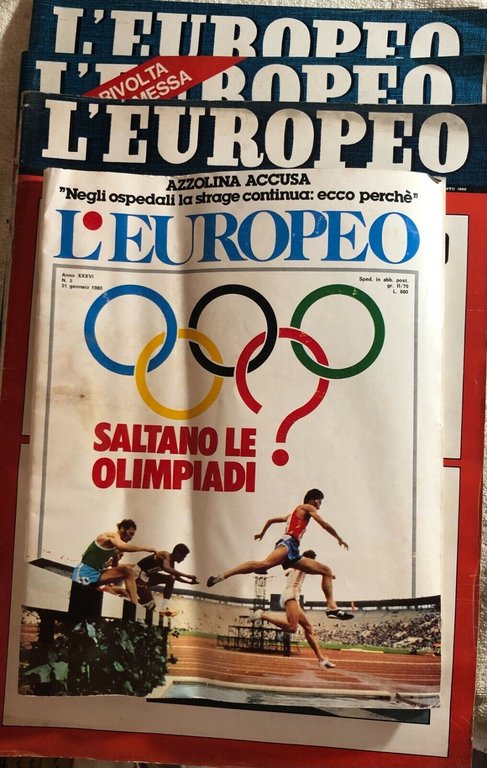 L'EUROPEO
RIVOLTA
L'EUROPEO
L'EUROPEO
AZZOLINA ACCUSA
"Negli ospedali la strage continua: ecco perchè"
L'EUROPEO
Anno XXXVI
N. 5
31 gennaio 1980
Sped. in abb. post.
gr. II/70
L. 600
SALTANO LE
OLIMPIADI ?